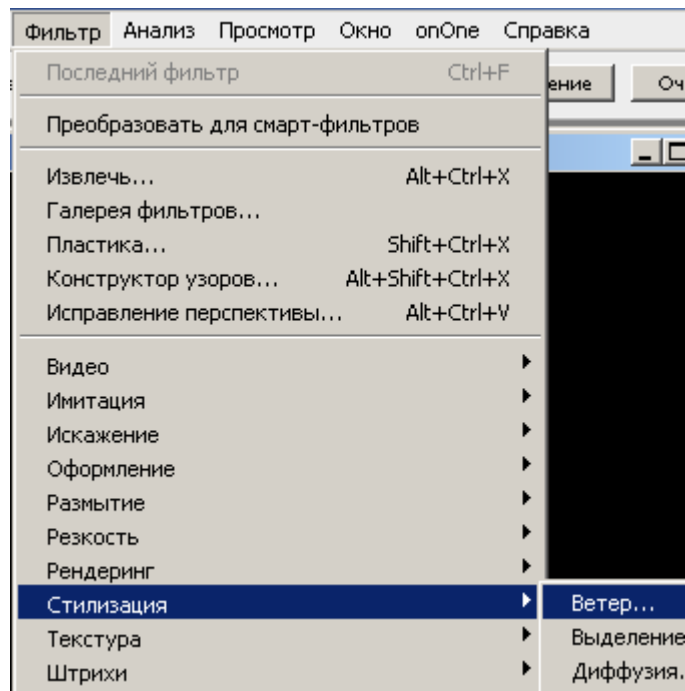 Фильтр Анализ Просмотр Окно onOne Справка
Последний фильтр Ctrl+F
Преобразовать для смарт-фильтров
Извлечь... Alt+Ctrl+X
Галерея фильтров...
Пластика... Shift+Ctrl+X
Конструктор узоров... Alt+Shift+Ctrl+X
Исправление перспективы... Alt+Ctrl+V
Видео
Имитация
Искажение
Оформление
Размытие
Резкость
Рендеринг
Стилизация Ветер...
Текстура Выделение
Штрихи Диффузия.